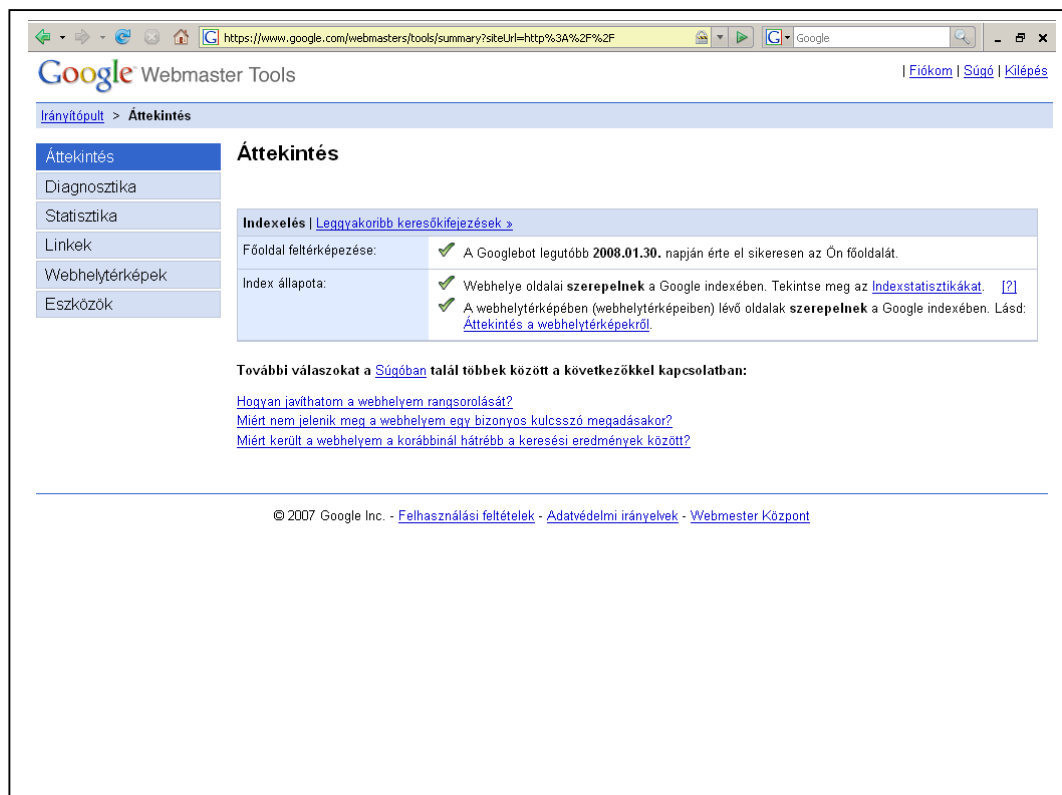 https://www.google.com/webmasters/tools/summary?siteUrl=http%3A%2F%2F
Google
Google Webmaster Tools
| Fiókom | Súgó | Kilépés
Irányítópult > Áttekintés
Áttekintés
Diagnosztika
Statisztika
Linkek
Webhelytérképek
Eszközök
Áttekintés
Indexelés | Leggyakoribb keresőkifejezések »
Főoldal feltérképezése:
A Googlebot legutóbb 2008.01.30. napján érte el sikeresen az Ön főoldalát.
Index állapota:
Webhelye oldalai szerepelnek a Google indexében. Tekintse meg az Indexstatisztikákat. [?]
A webhelytérképében (webhelytérképeiben) lévő oldalak szerepelnek a Google indexében. Lásd:
Áttekintés a webhelytérképekről.
További válaszokat a Súgóban talál többek között a következőkkel kapcsolatban:
Hogyan javíthatom a webhelyem rangsorolását?
Miért nem jelenik meg a webhelyem egy bizonyos kulcsszó megadásakor?
Miért került a webhelyem a korábbinál hátrébb a keresési eredmények között?
© 2007 Google Inc. - Felhasználási feltételek - Adatvédelmi irányelvek - Webmester Központ